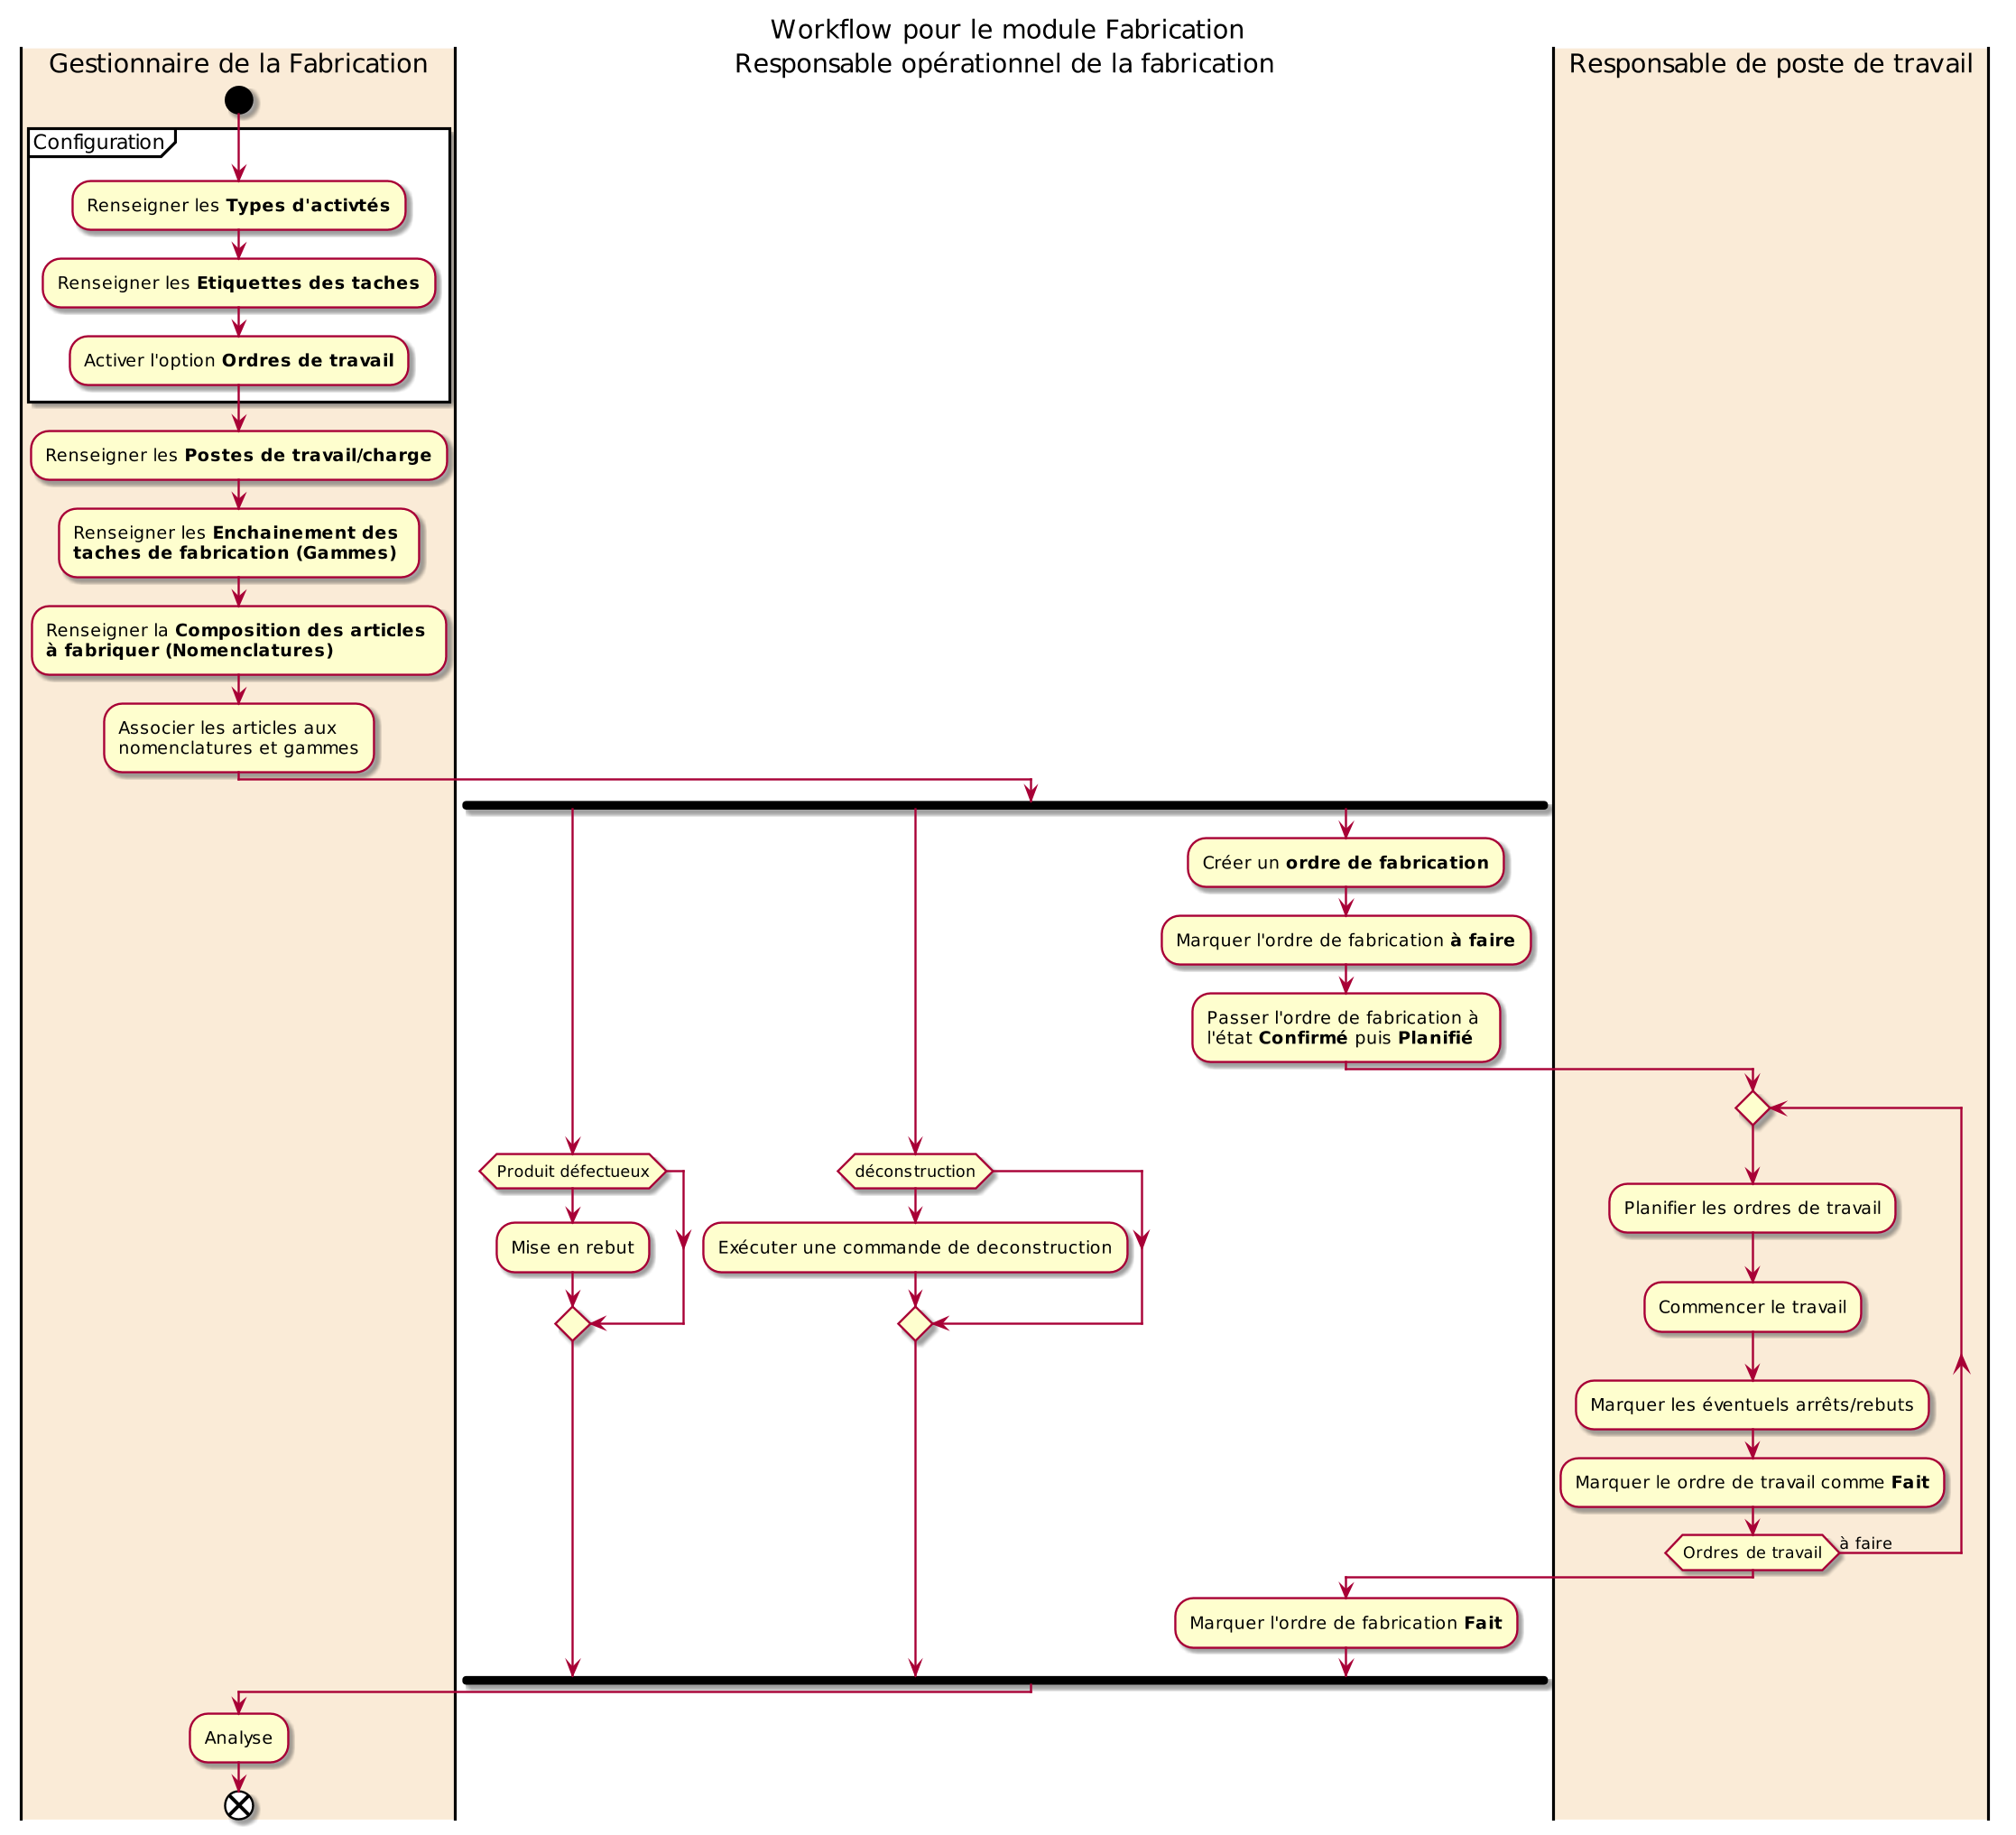 Workflow pour le module Fabrication
Gestionnaire de la Fabrication
Responsable opérationnel de la fabrication
Responsable de poste de travail
Configuration
Renseigner les Types d'activtés
Renseigner les Etiquettes des taches
Activer l'option Ordres de travail
Renseigner les Postes de travail/charge
Renseigner les Enchainement des
taches de fabrication (Gammes)
Renseigner la Composition des articles
à fabriquer (Nomenclatures)
Associer les articles aux
nomenclatures et gammes
Créer un ordre de fabrication
Marquer l'ordre de fabrication à faire
Passer l'ordre de fabrication à
l'état Confirmé puis Planifié
Produit défectueux
déconstruction
Mise en rebut
Exécuter une commande de deconstruction
Planifier les ordres de travail
Commencer le travail
Marquer les éventuels arrêts/rebuts
Marquer le ordre de travail comme Fait
Ordres de travail
à faire
Marquer l'ordre de fabrication Fait
Analyse